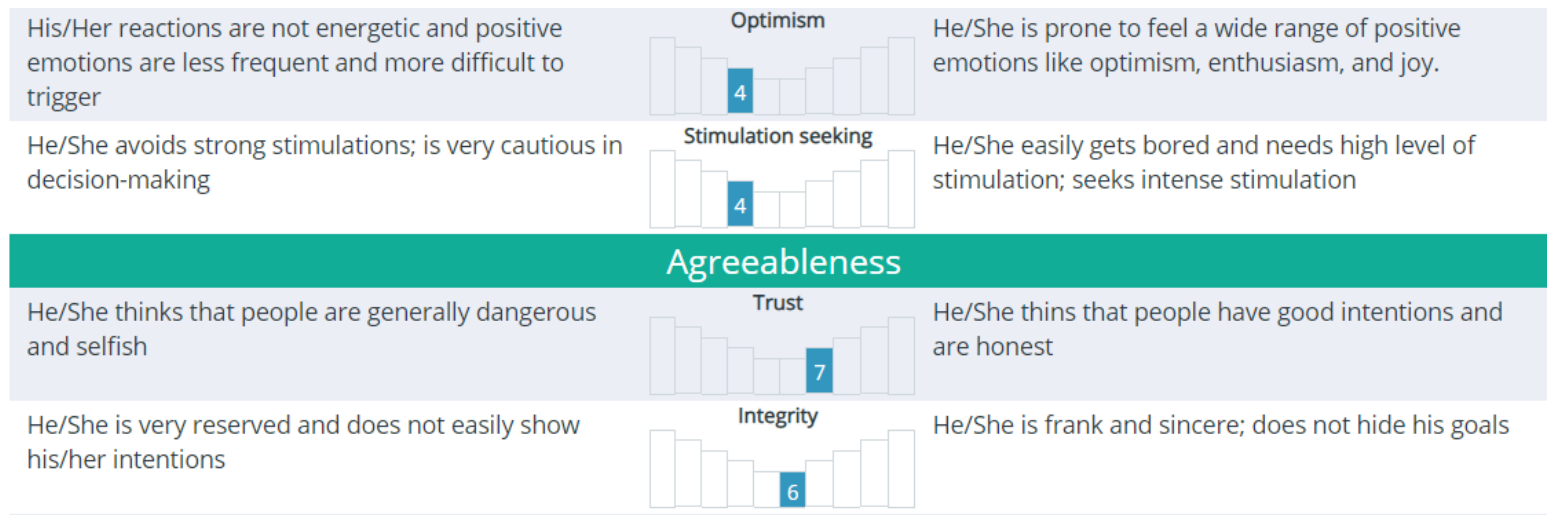 Optimism
His/Her reactions are not energetic and positive
emotions are less frequent and more difficult to
trigger
4
He/She is prone to feel a wide range of positive
emotions like optimism, enthusiasm, and joy.
Stimulation seeking
He/She avoids strong stimulations; is very cautious in
decision-making
4
He/She easily gets bored and needs high level of
stimulation; seeks intense stimulation
Agreeableness
Trust
He/She thinks that people are generally dangerous
and selfish
7
He/She thins that people have good intentions and
are honest
Integrity
He/She is very reserved and does not easily show
his/her intentions
6
He/She is frank and sincere; does not hide his goals